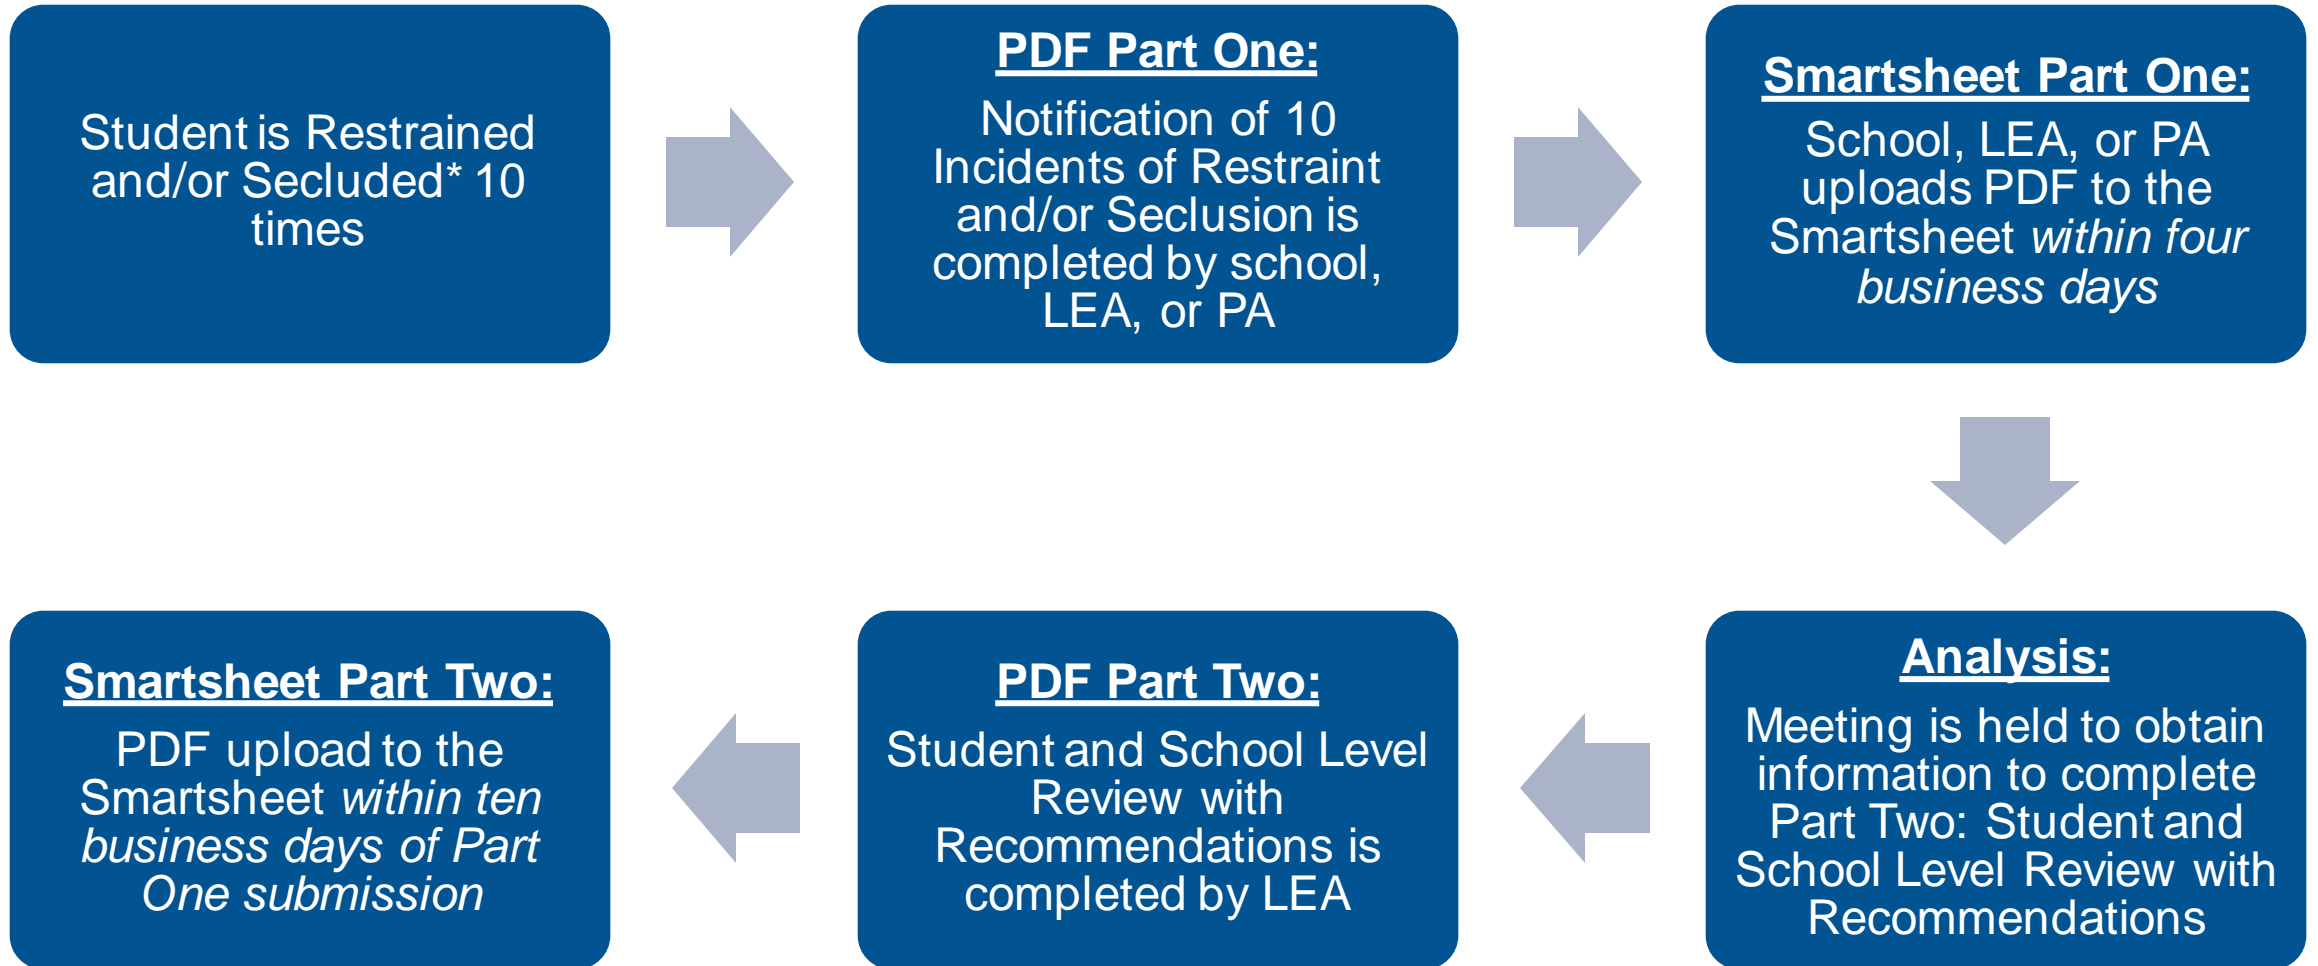 Student is Restrained
and/or Secluded* 10
times
PDF Part One:
Notification of 10
Incidents of Restraint
and/or Seclusion is
completed by school,
LEA, or PA
Smartsheet Part One:
School, LEA, or PA
uploads PDF to the
Smartsheet within four
business days
Analysis:
Meeting is held to obtain
information to complete
Part Two: Student and
School Level Review with
Recommendations
PDF Part Two:
Student and School Level
Review with
Recommendations is
completed by LEA
Smartsheet Part Two:
PDF upload to the
Smartsheet within ten
business days of Part
One submission